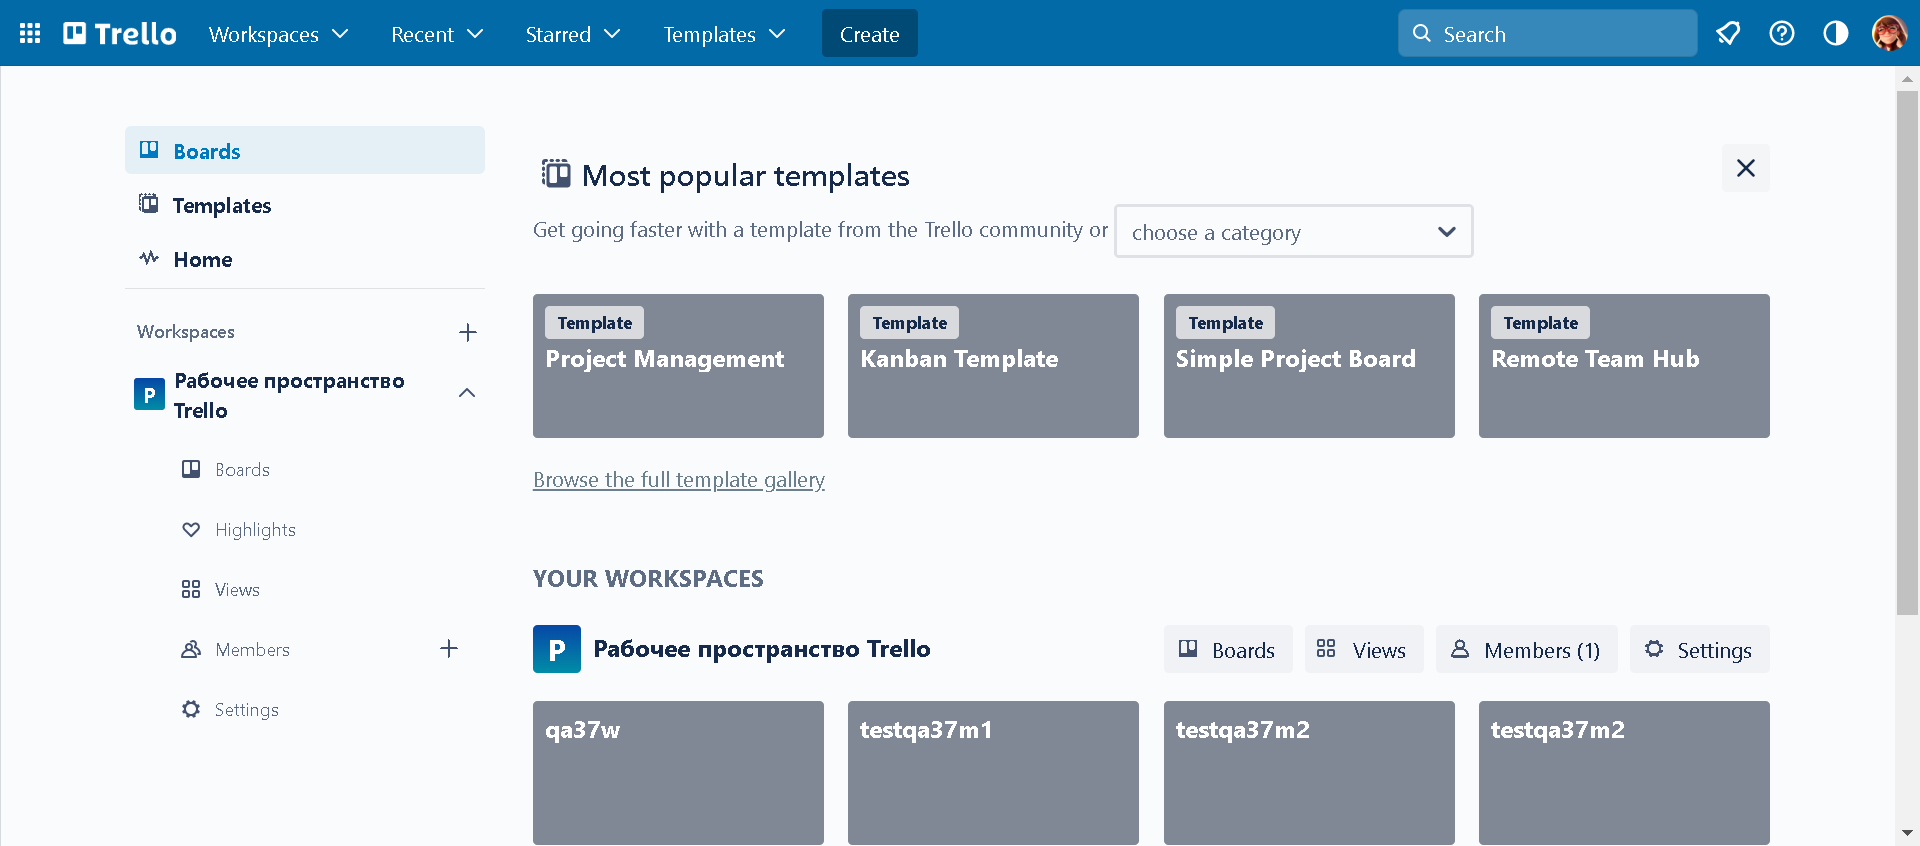 Trello
Workspaces
Recent
Starred
Templates
Create
Search
Boards
Templates
Home
Workspaces
P
Рабочее пространство
Trello
Boards
Highlights
Views
Members
Settings
Most popular templates
Get going faster with a template from the Trello community or choose a category
Template
Project Management
Template
Kanban Template
Template
Simple Project Board
Template
Remote Team Hub
Browse the full template gallery
YOUR WORKSPACES
P
Рабочее пространство Trello
Boards
Views
Members (1)
Settings
qa37w
testqa37m1
testqa37m2
testqa37m2